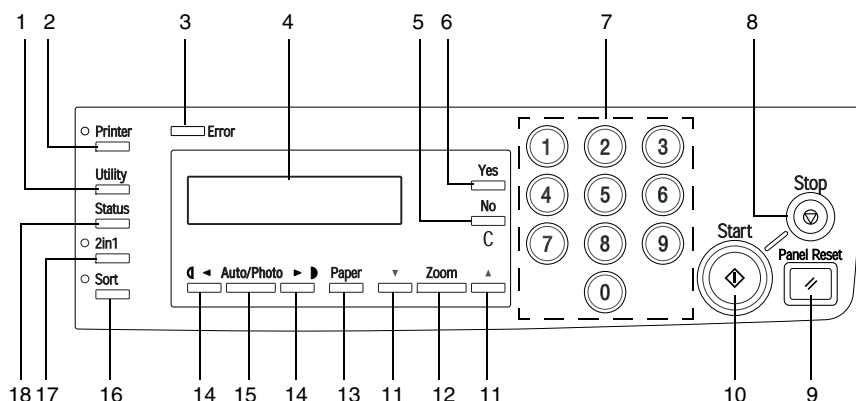 1 2 3 4 5 6 7 8
Printer
Error
1 2 3
Utility
Yes
Stop
Status
No
4 5 6
2in1
C
Start
7 8 9
Panel Reset
Sort
◄ Auto/Photo ► Paper ▼ Zoom ▲
0
18 17 16 14 15 14 13 11 12 11 10 9